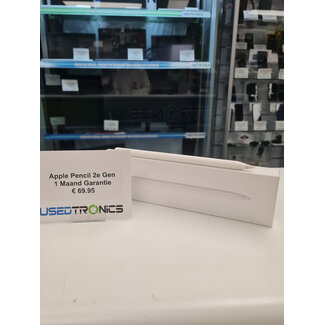 Apple Pencil 2e Gen
1 Maand Garantie
€ 69.95
USEDTRONICS